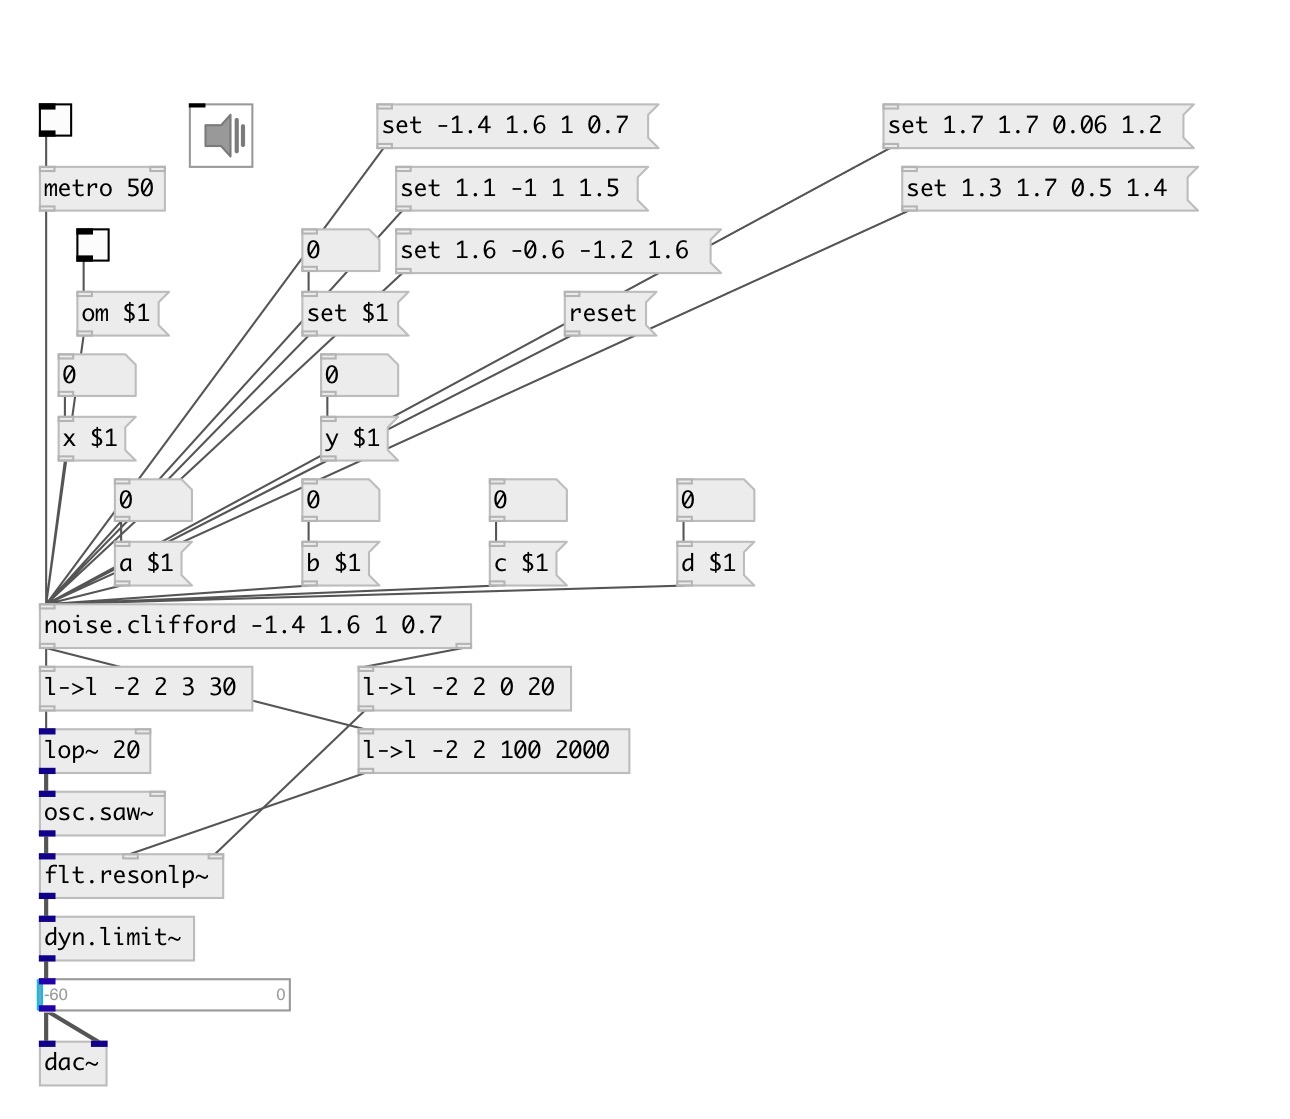 set -1.4 1.6 1 0.7
set 1.7 1.7 0.06 1.2
metro 50
set 1.1 -1 1 1.5
set 1.3 1.7 0.5 1.4
0
set 1.6 -0.6 -1.2 1.6
om $1
set $1
reset
0
0
x $1
y $1
0
0
0
0
a $1
b $1
c $1
d $1
noise.clifford -1.4 1.6 1 0.7
l->l -2 2 3 30
l->l -2 2 0 20
lop~ 20
l->l -2 2 100 2000
osc.saw~
flt.resonlp~
dyn.limit~
-60
0
dac~